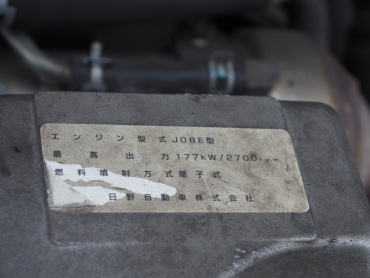 エンジン型式J08E型
最高出力177kW/2700rpm
燃料噴射方式電子式
日野自動車株式会社